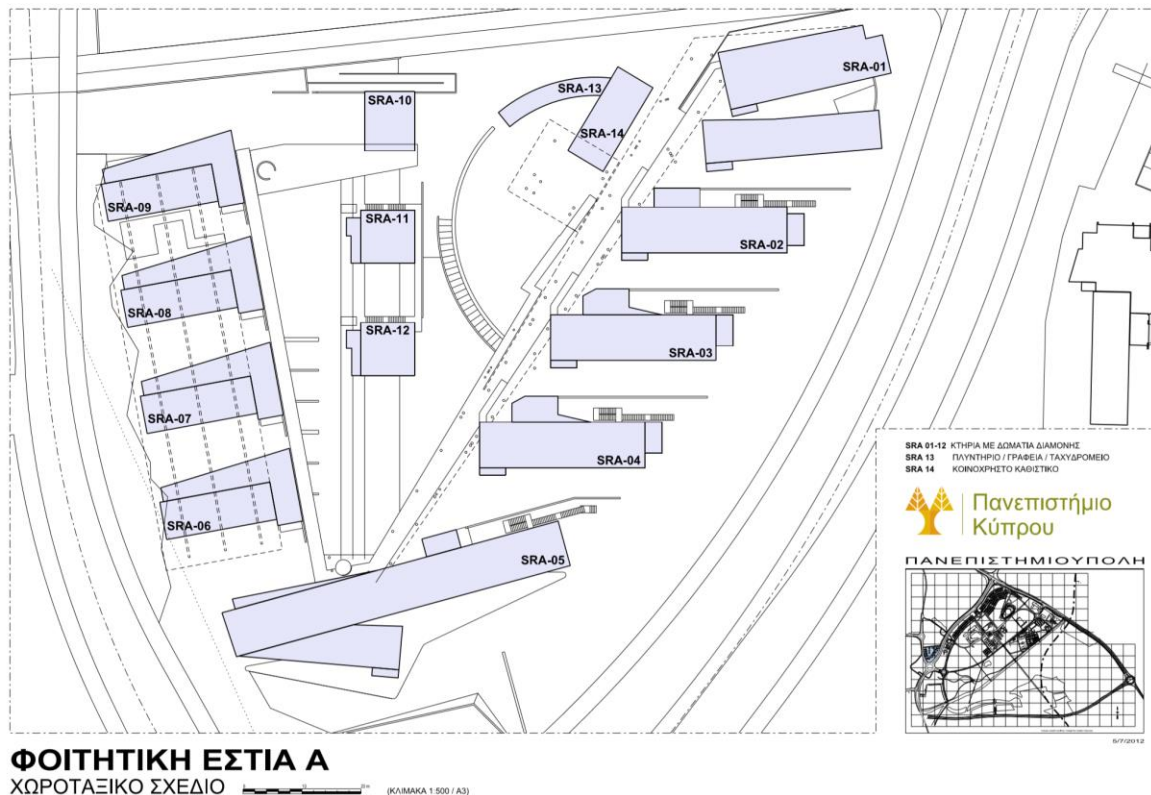 SRA-01
SRA-10
SRA-13
SRA-14
SRA-09
SRA-11
SRA-02
SRA-08
SRA-12
SRA-03
SRA-07
SRA-04
SRA-06
SRA-05
SRA 01-12 ΚΤΗΡΙΑ ΜΕ ΔΩΜΑΤΙΑ ΔΙΑΜΟΝΗΣ
SRA 13 ΠΛΥΝΤΗΡΙΟ / ΓΡΑΦΕΙΑ / ΤΑΧΥΔΡΟΜΕΙΟ
SRA 14 ΚΟΙΝΟΧΡΗΣΤΟ ΚΑΘΙΣΤΙΚΟ
Πανεπιστήμιο
Κύπρου
ΠΑΝΕΠΙΣΤΗΜΙΟΥΠΟΛΗ
5/7/2012
ΦΟΙΤΗΤΙΚΗ ΕΣΤΙΑ Α
ΧΩΡΟΤΑΞΙΚΟ ΣΧΕΔΙΟ (ΚΛΙΜΑΚΑ 1:500 / A3)